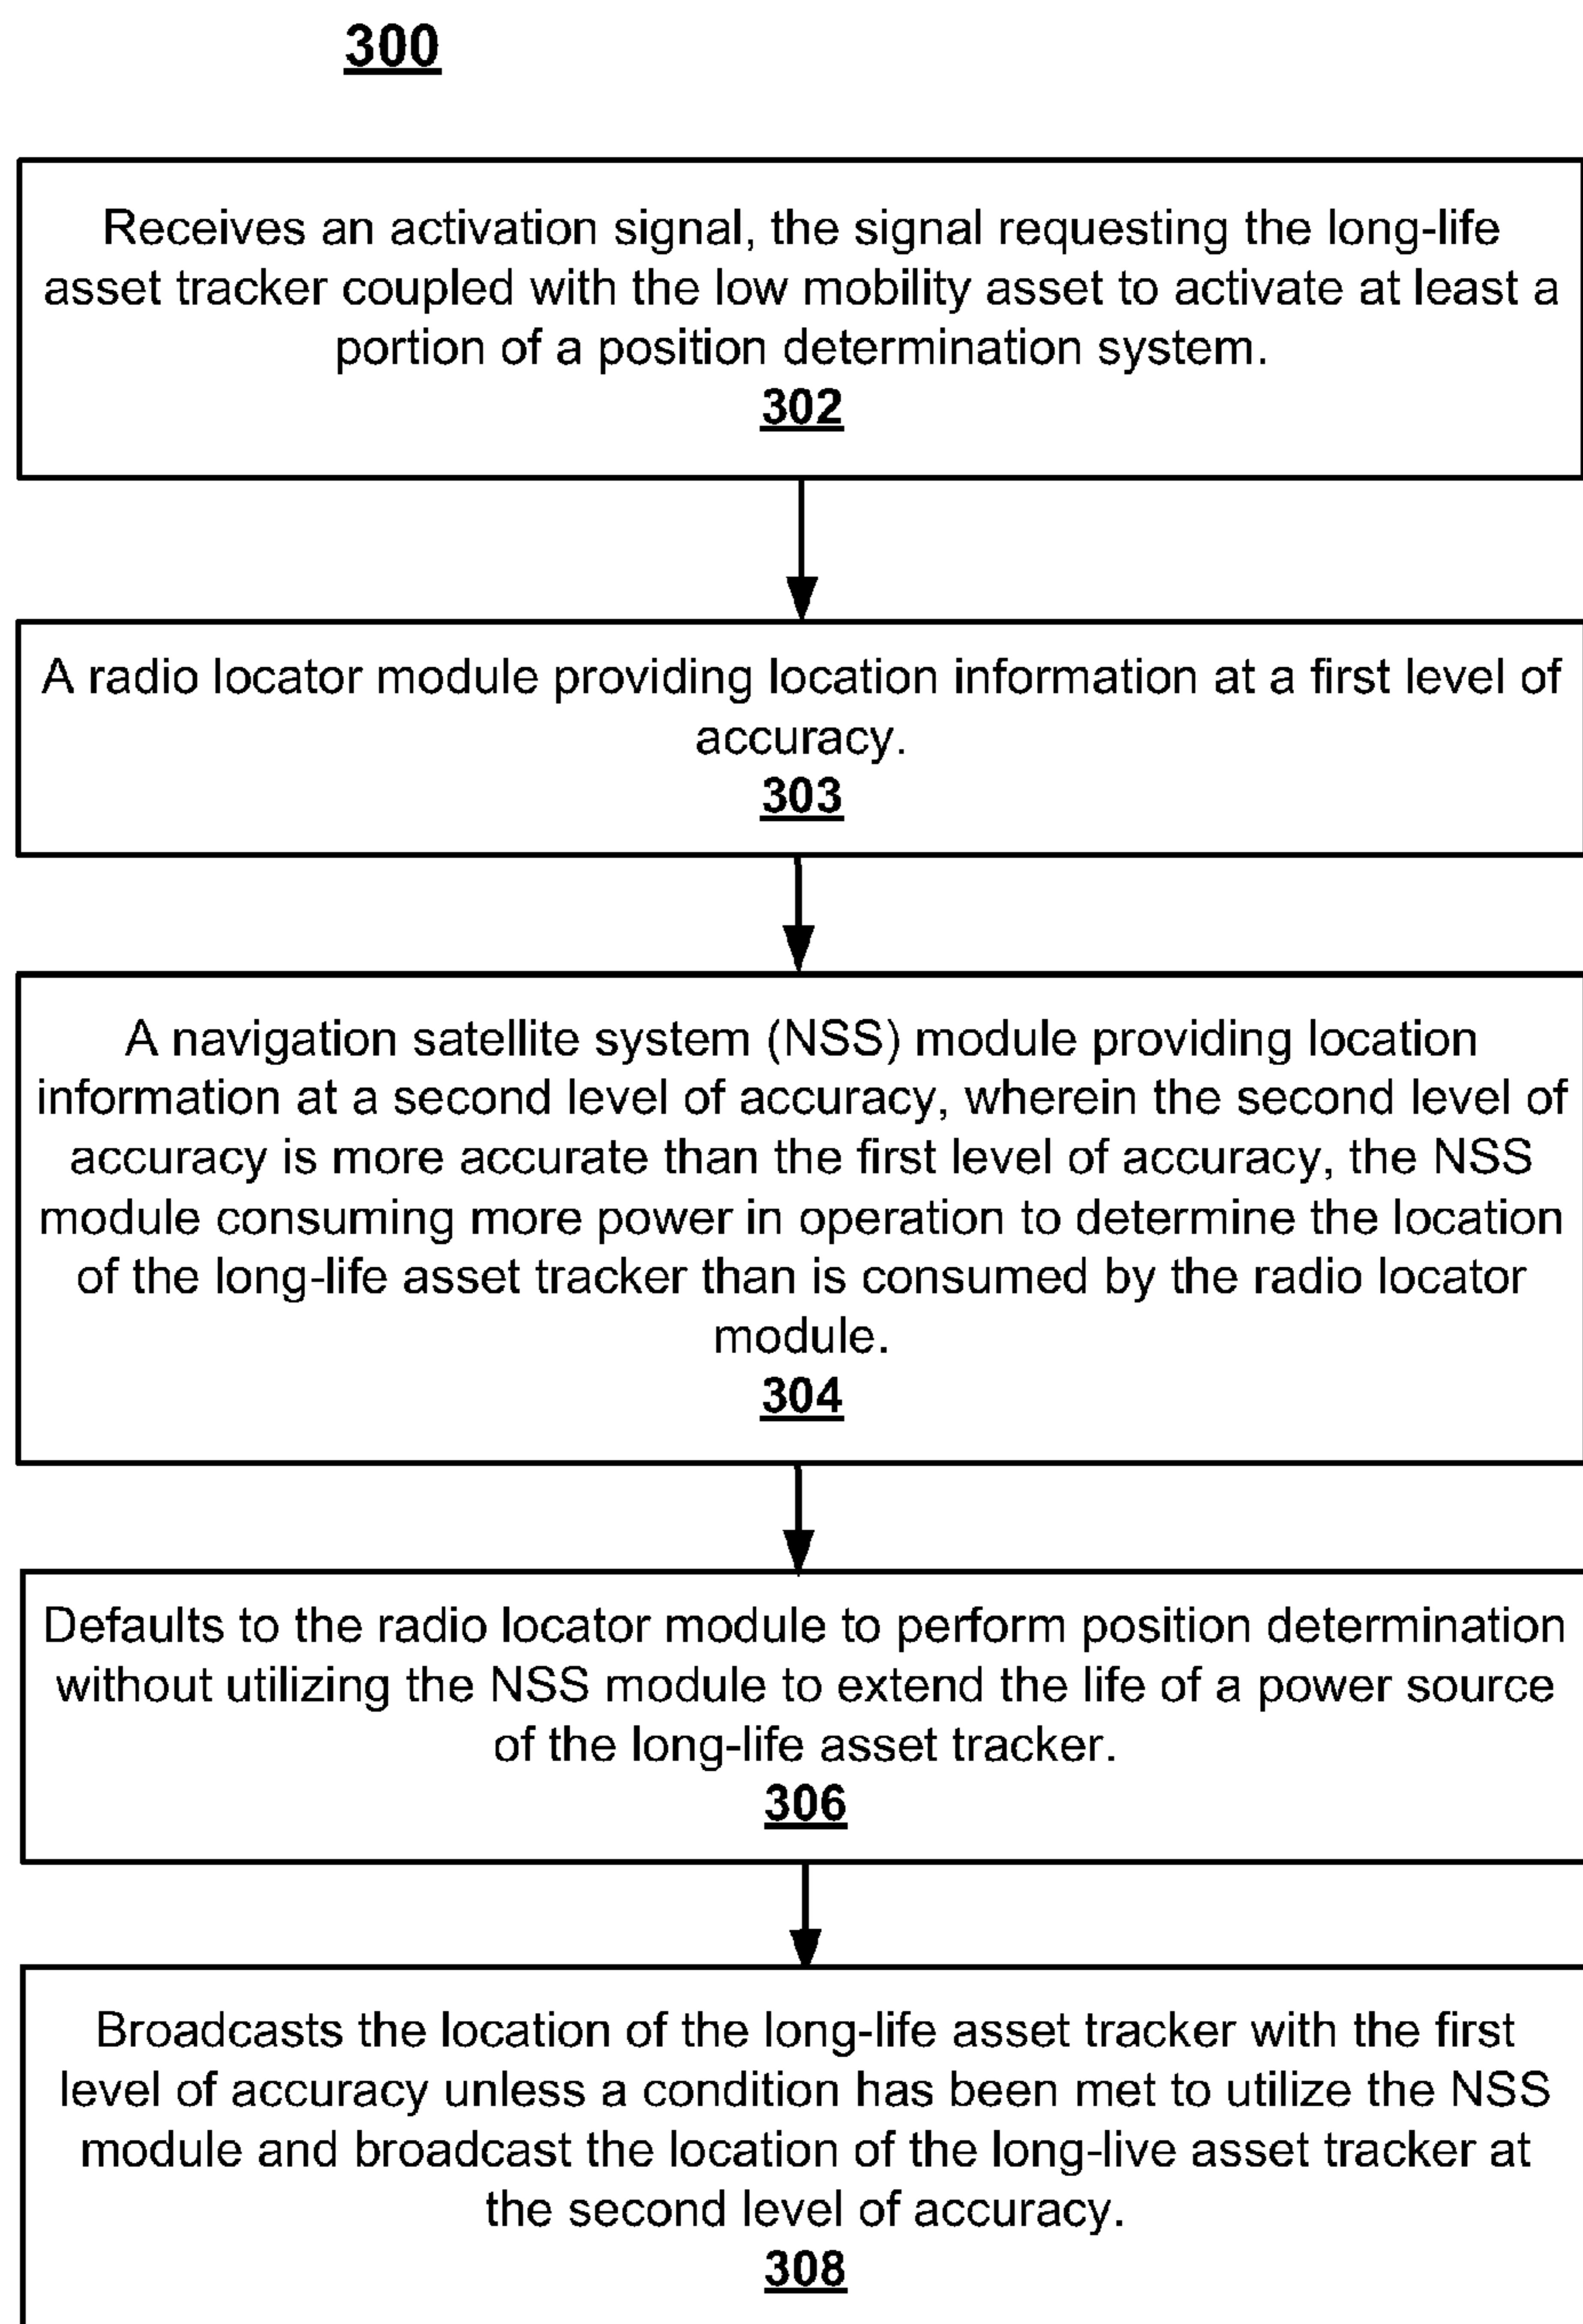 300
Receives an activation signal, the signal requesting the long-life
asset tracker coupled with the low mobility asset to activate at least a
portion of a position determination system.
302
A radio locator module providing location information at a first level of
accuracy.
303
A navigation satellite system (NSS) module providing location
information at a second level of accuracy, wherein the second level of
accuracy is more accurate than the first level of accuracy, the NSS
module consuming more power in operation to determine the location
of the long-life asset tracker than is consumed by the radio locator
module.
304
Defaults to the radio locator module to perform position determination
without utilizing the NSS module to extend the life of a power source
of the long-life asset tracker.
306
Broadcasts the location of the long-life asset tracker with the first
level of accuracy unless a condition has been met to utilize the NSS
module and broadcast the location of the long-live asset tracker at
the second level of accuracy.
308